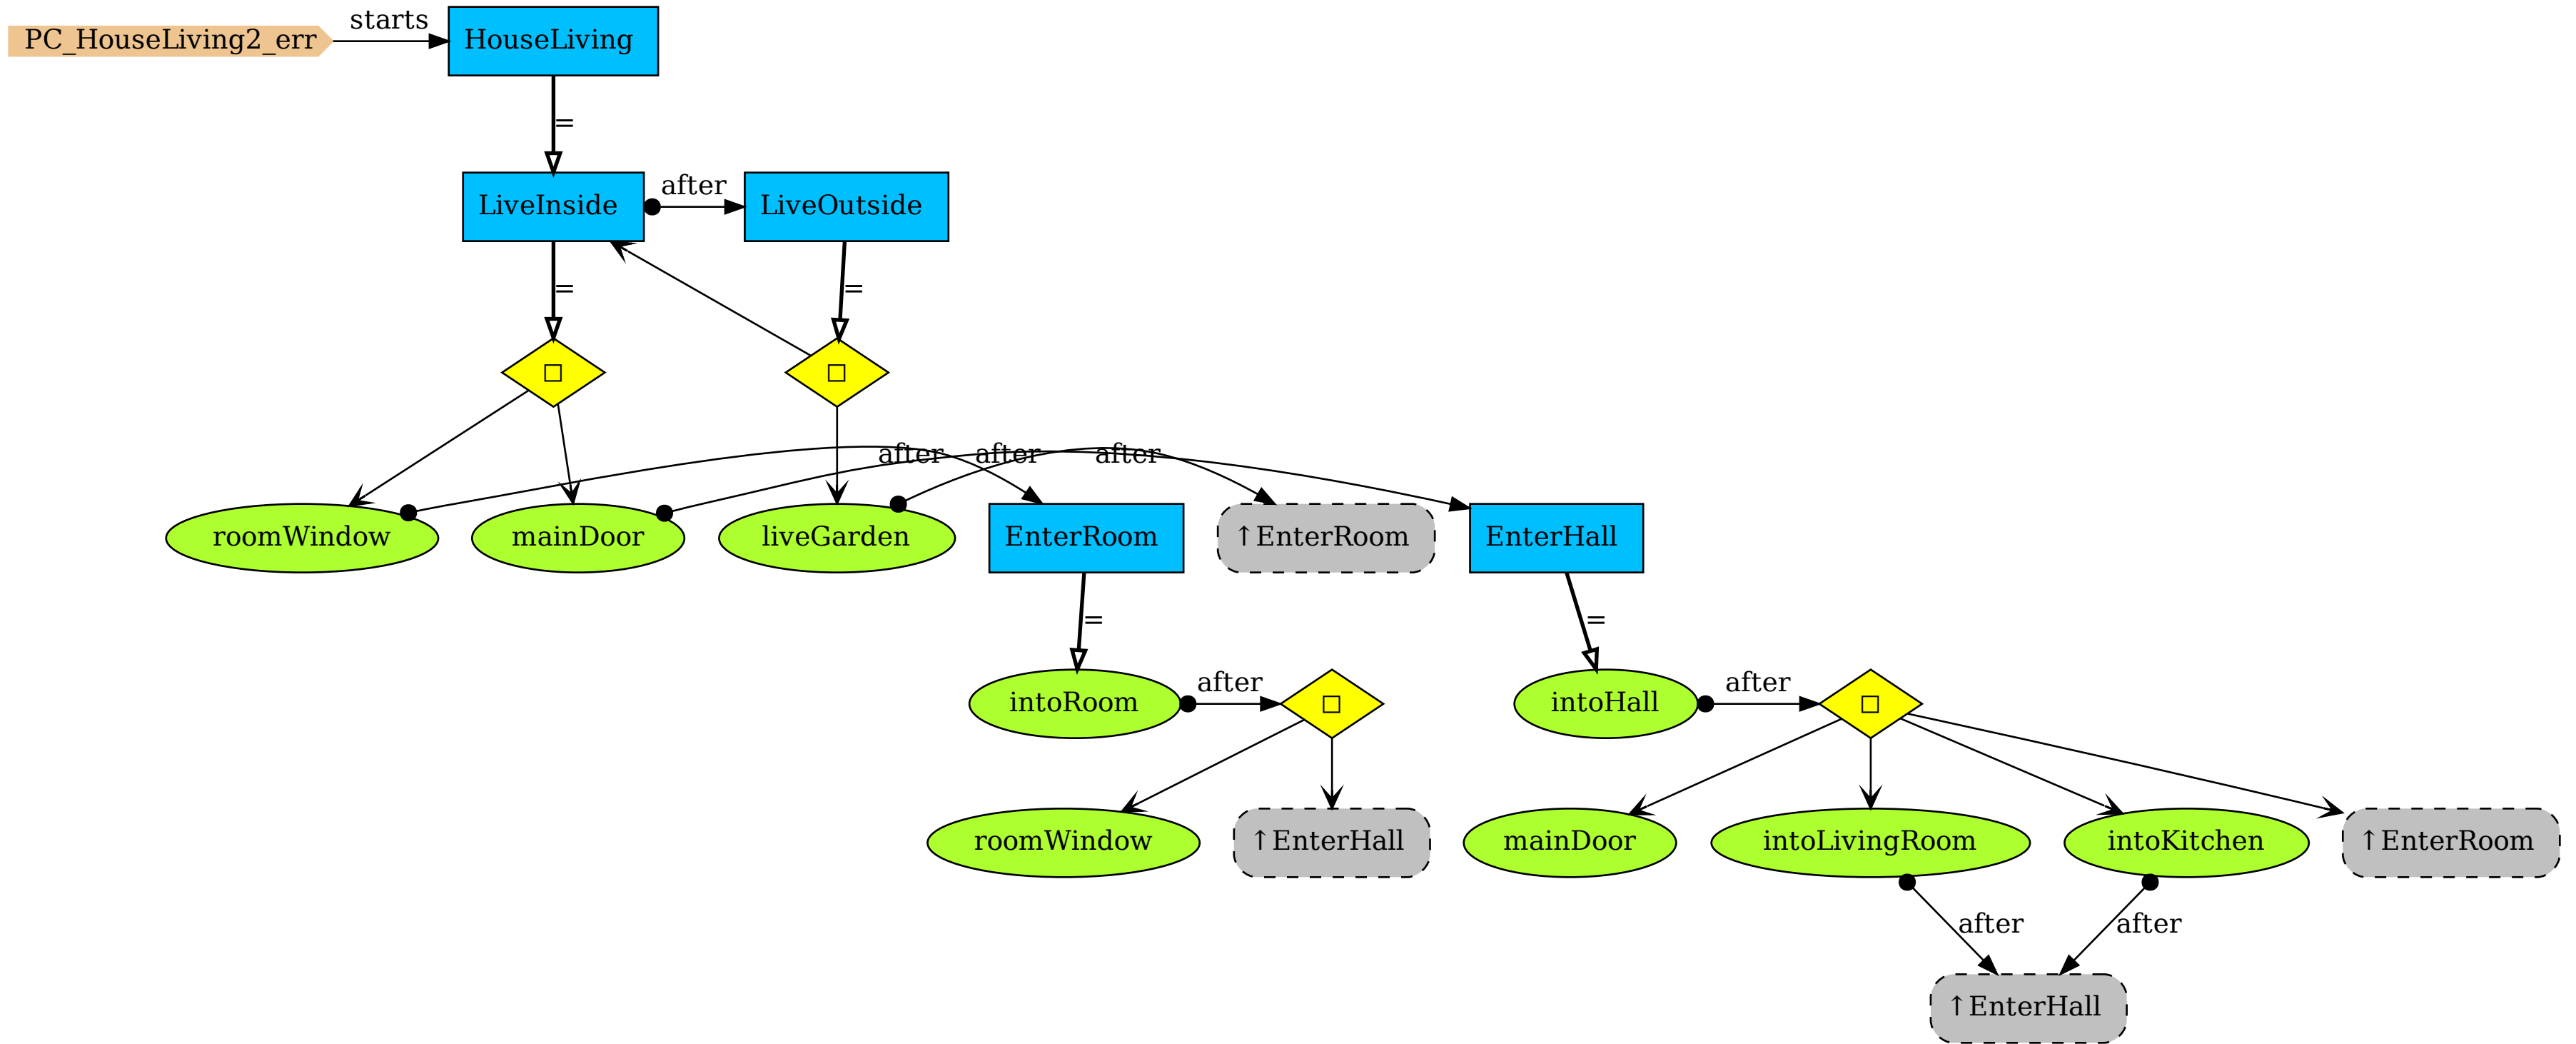 PC_HouseLiving2_err
starts
HouseLiving
=
LiveInside
after
LiveOutside
=
=
□
□
after
after
after
roomWindow
mainDoor
liveGarden
EnterRoom
↑EnterRoom
EnterHall
=
=
intoRoom
after
□
intoHall
after
□
roomWindow
↑EnterHall
mainDoor
intoLivingRoom
intoKitchen
↑EnterRoom
after
after
↑EnterHall